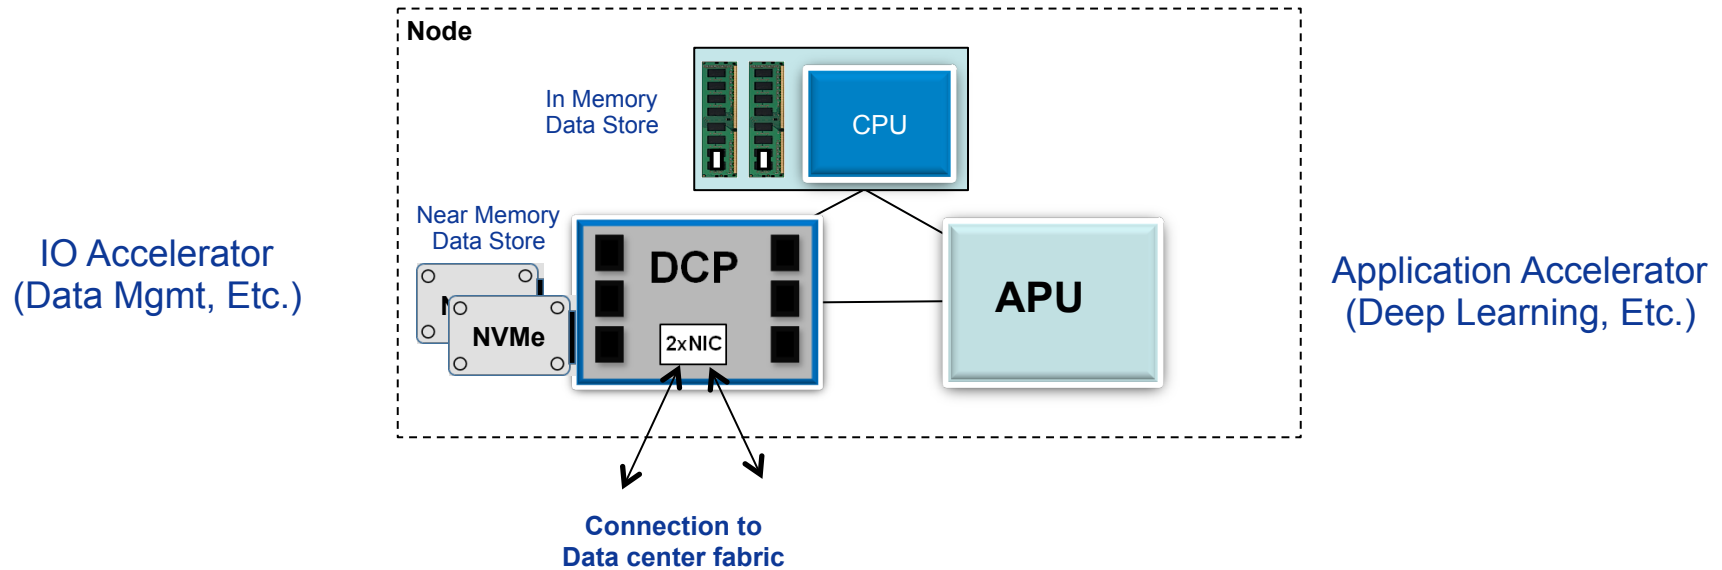 Node
In Memory
Data Store
CPU
Near Memory
Data Store
IO Accelerator
(Data Mgmt, Etc.)
DCP
APU
Application Accelerator
(Deep Learning, Etc.)
N
NVMe
2xNIC
Connection to
Data center fabric